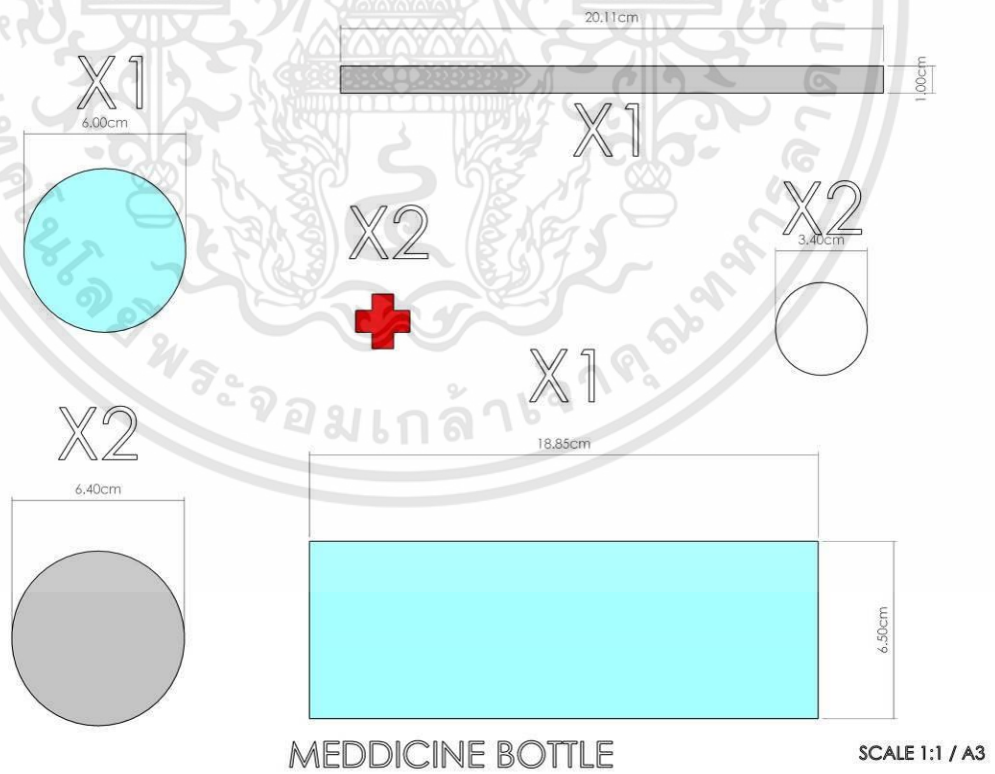 20.11cm
X1
6.00cm
1.00cm
X1
X2
X2
3.40cm
X1
X2
18.85cm
6.40cm
6.50cm
MEDDICINE BOTTLE
SCALE 1:1 / A3